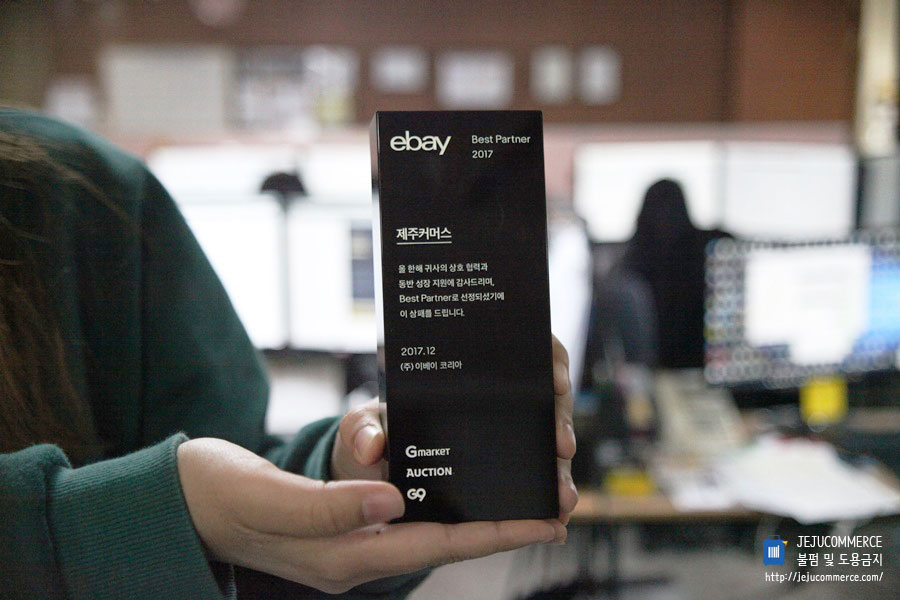 ebay
Best Partner
2017
제주커머스
올 한해 귀사의 상호 협력과
동반 성장 지원에 감사드리며,
Best Partner로 선정되셨기에
이 상패를 드립니다.
2017.12
(주) 이베이 코리아
Gmarket
AUCTION
G9
JEJUCOMMERCE
불펌 및 도용금지
http://jejucommerce.com/